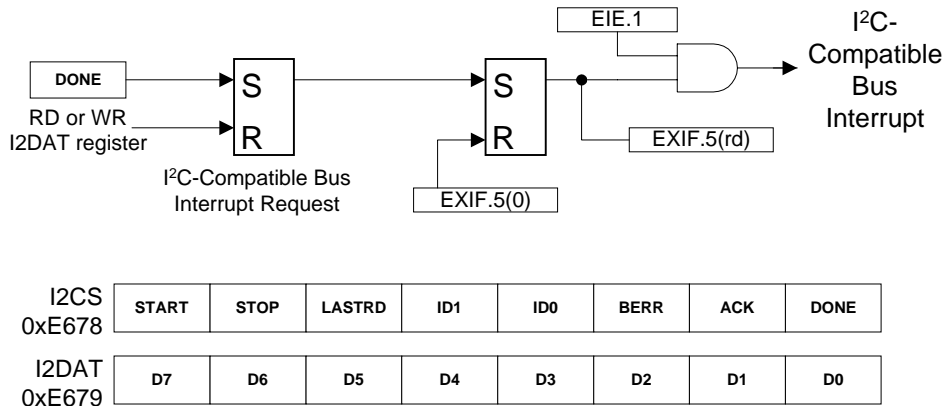 EIE.1
I²C-
Compatible
Bus
Interrupt
DONE
S
S
RD or WR
I2DAT register
R
R
EXIF.5(rd)
I²C-Compatible Bus
Interrupt Request
EXIF.5(0)
I2CS
0xE678
START STOP LASTRD ID1 ID0 BERR ACK DONE
I2DAT
0xE679
D7 D6 D5 D4 D3 D2 D1 D0